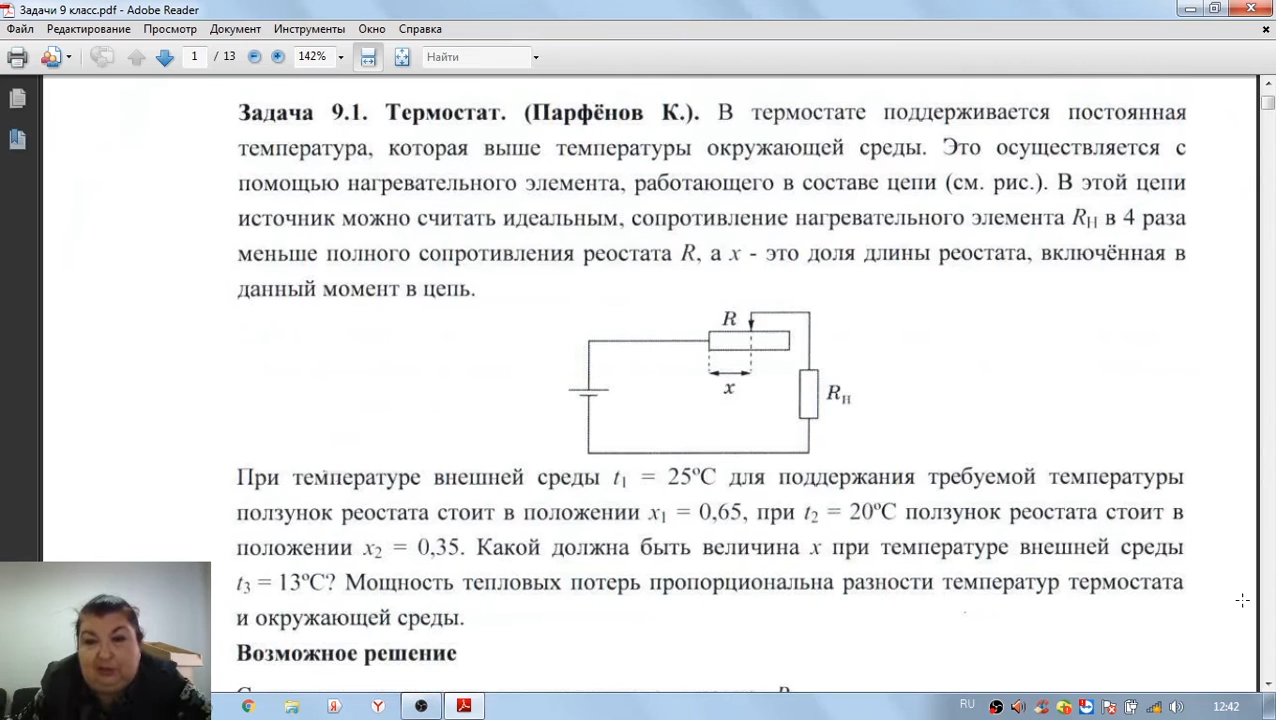 Задачи 9 класс.pdf - Adobe Reader
Файл Редактирование Просмотр Документ Инструменты Окно Справка
1 / 13 142% Найти
Задача 9.1. Термостат. (Парфёнов К.). В термостате поддерживается постоянная
температура, которая выше температуры окружающей среды. Это осуществляется с
помощью нагревательного элемента, работающего в составе цепи (см. рис.). В этой цепи
источник можно считать идеальным, сопротивление нагревательного элемента Rн в 4 раза
меньше полного сопротивления реостата R, а x - это доля длины реостата, включённая в
данный момент в цепь.
R
x
Rн
При температуре внешней среды t₁ = 25ºС для поддержания требуемой температуры
ползунок реостата стоит в положении x₁ = 0,65, при t₂ = 20ºС ползунок реостата стоит в
положении x₂ = 0,35. Какой должна быть величина x при температуре внешней среды
t₃ = 13ºС? Мощность тепловых потерь пропорциональна разности температур термостата
и окружающей среды.
Возможное решение
RU 12:42